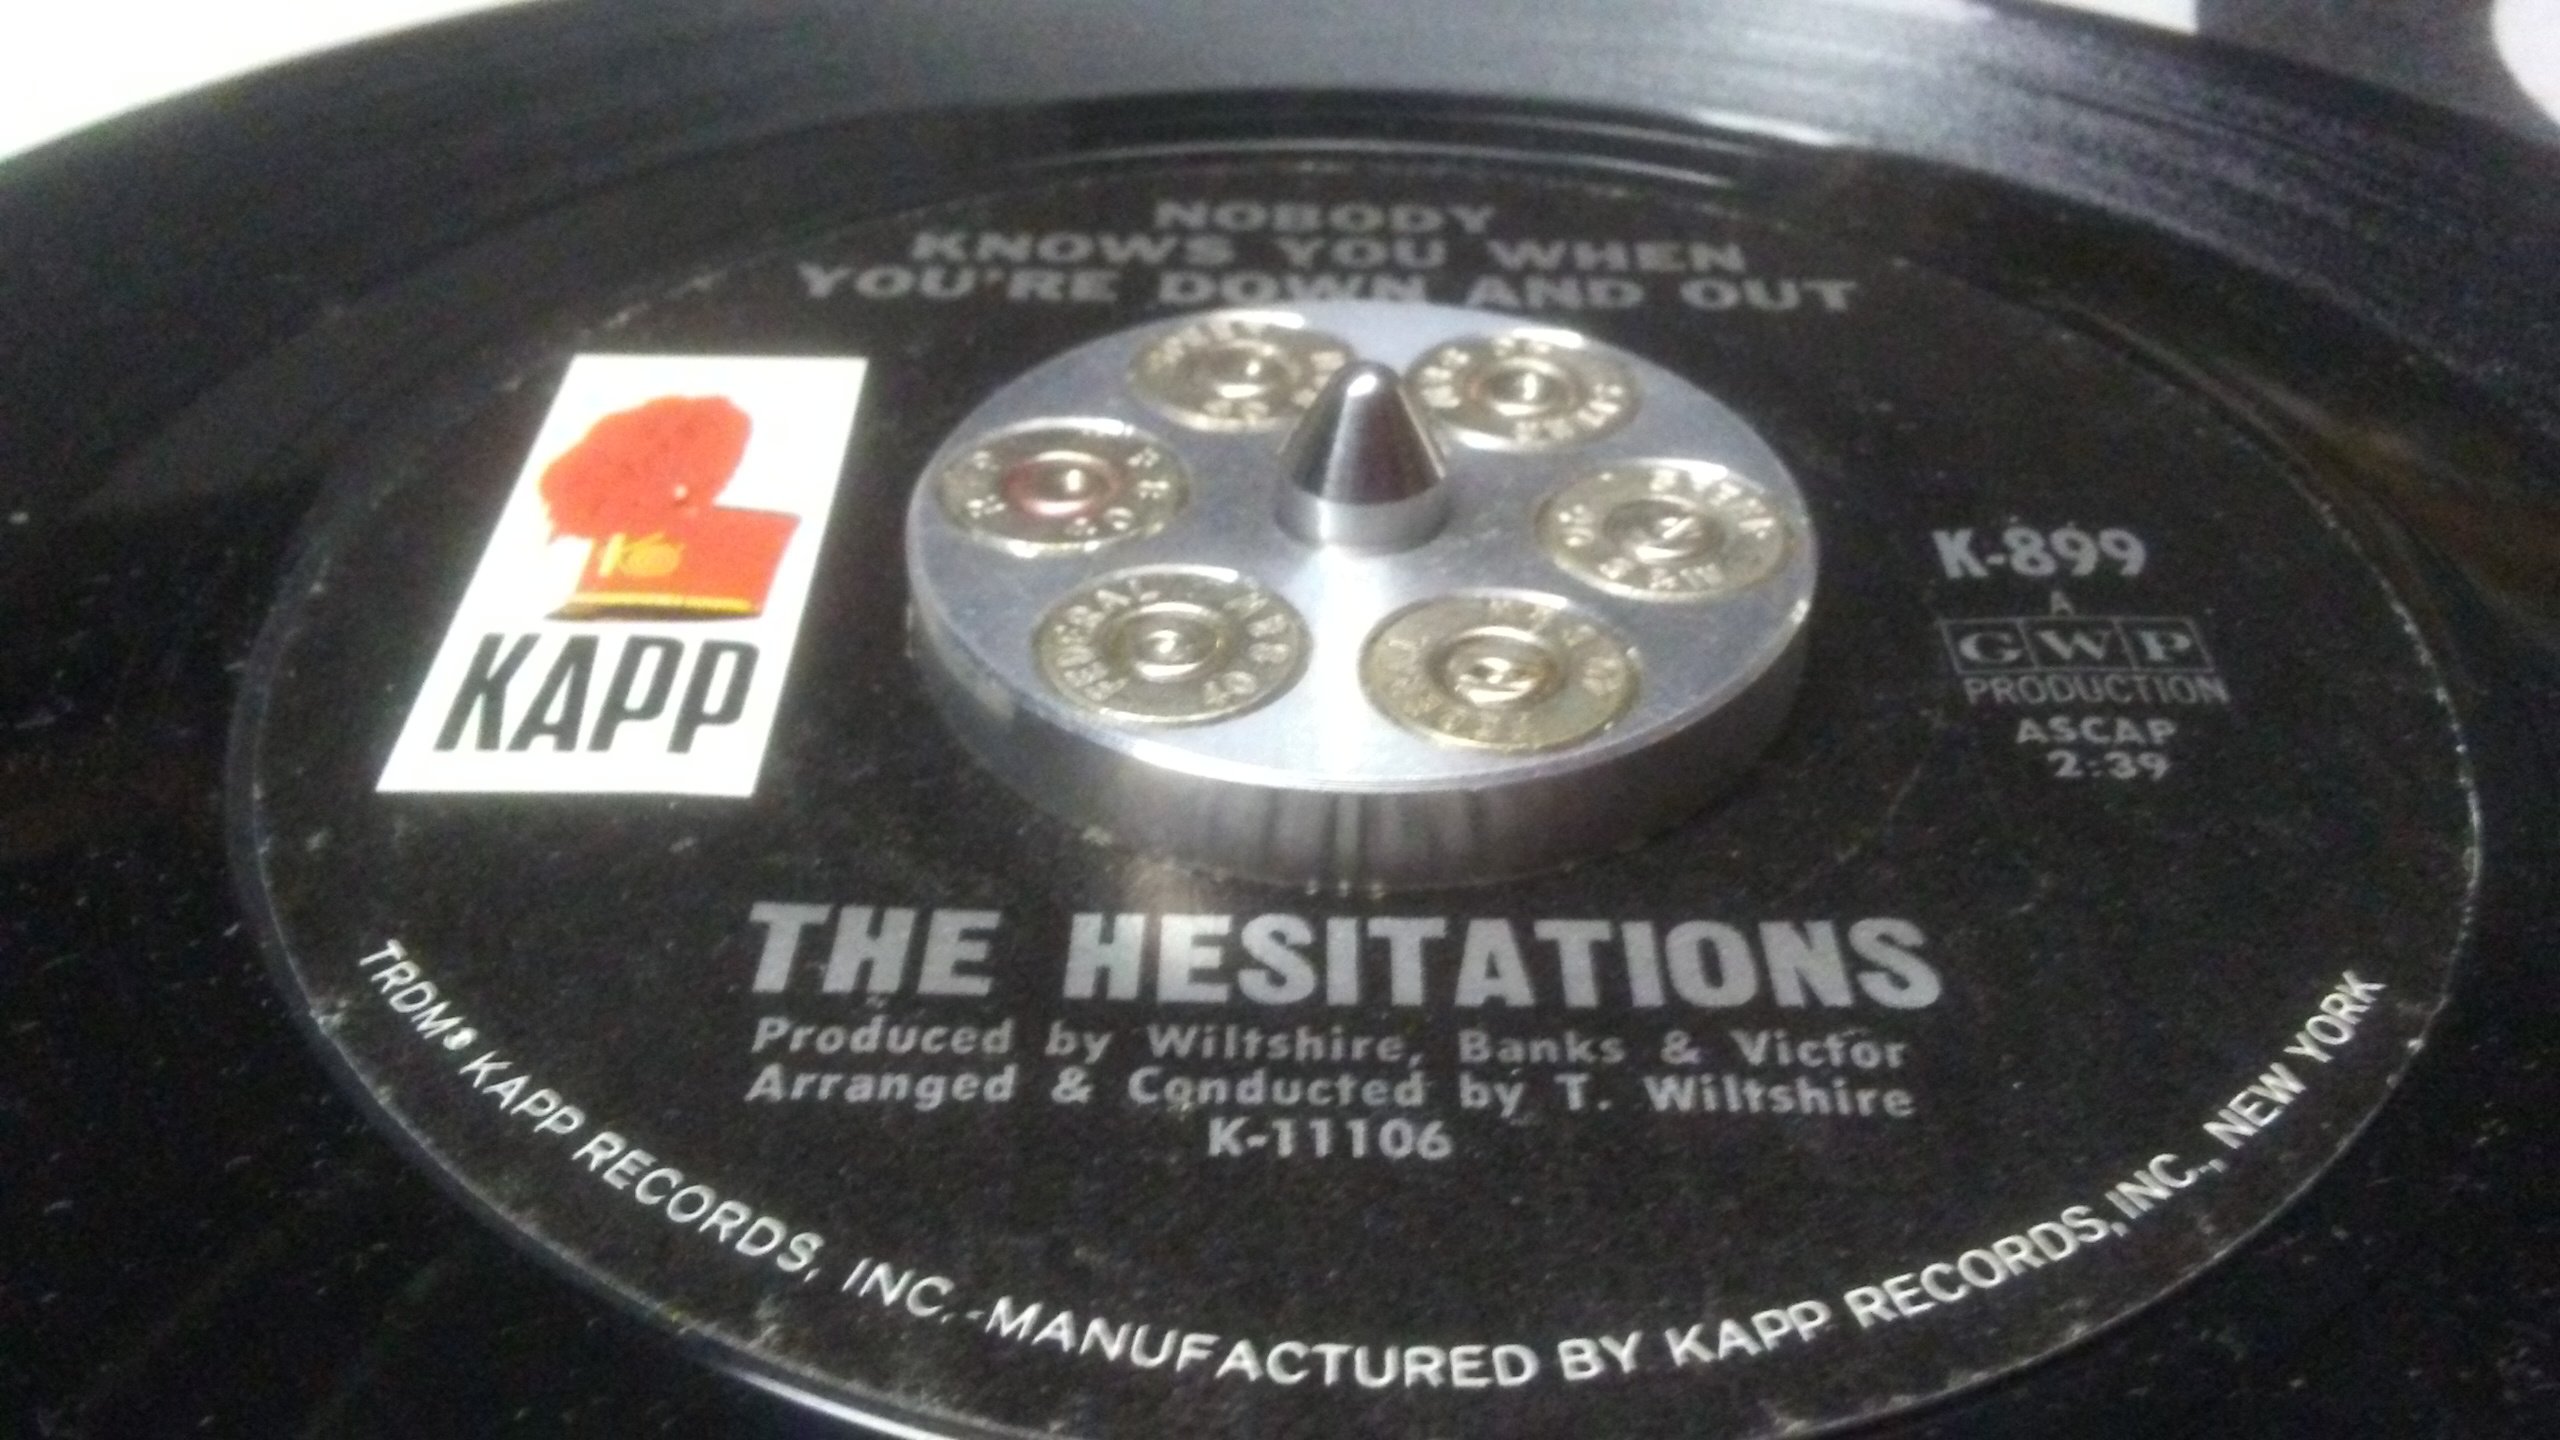 NOBODY
KNOWS YOU WHEN
YOU'RE DOWN AND OUT
KAPP
K-899
A
GWP
PRODUCTION
ASCAP
2:39
FEDERAL
THE HESITATIONS
Produced by Wiltshire, Banks & Victor
Arranged & Conducted by T. Wiltshire
K-11106
TRDM® KAPP RECORDS, INC.-MANUFACTURED BY KAPP RECORDS, INC., NEW YORK